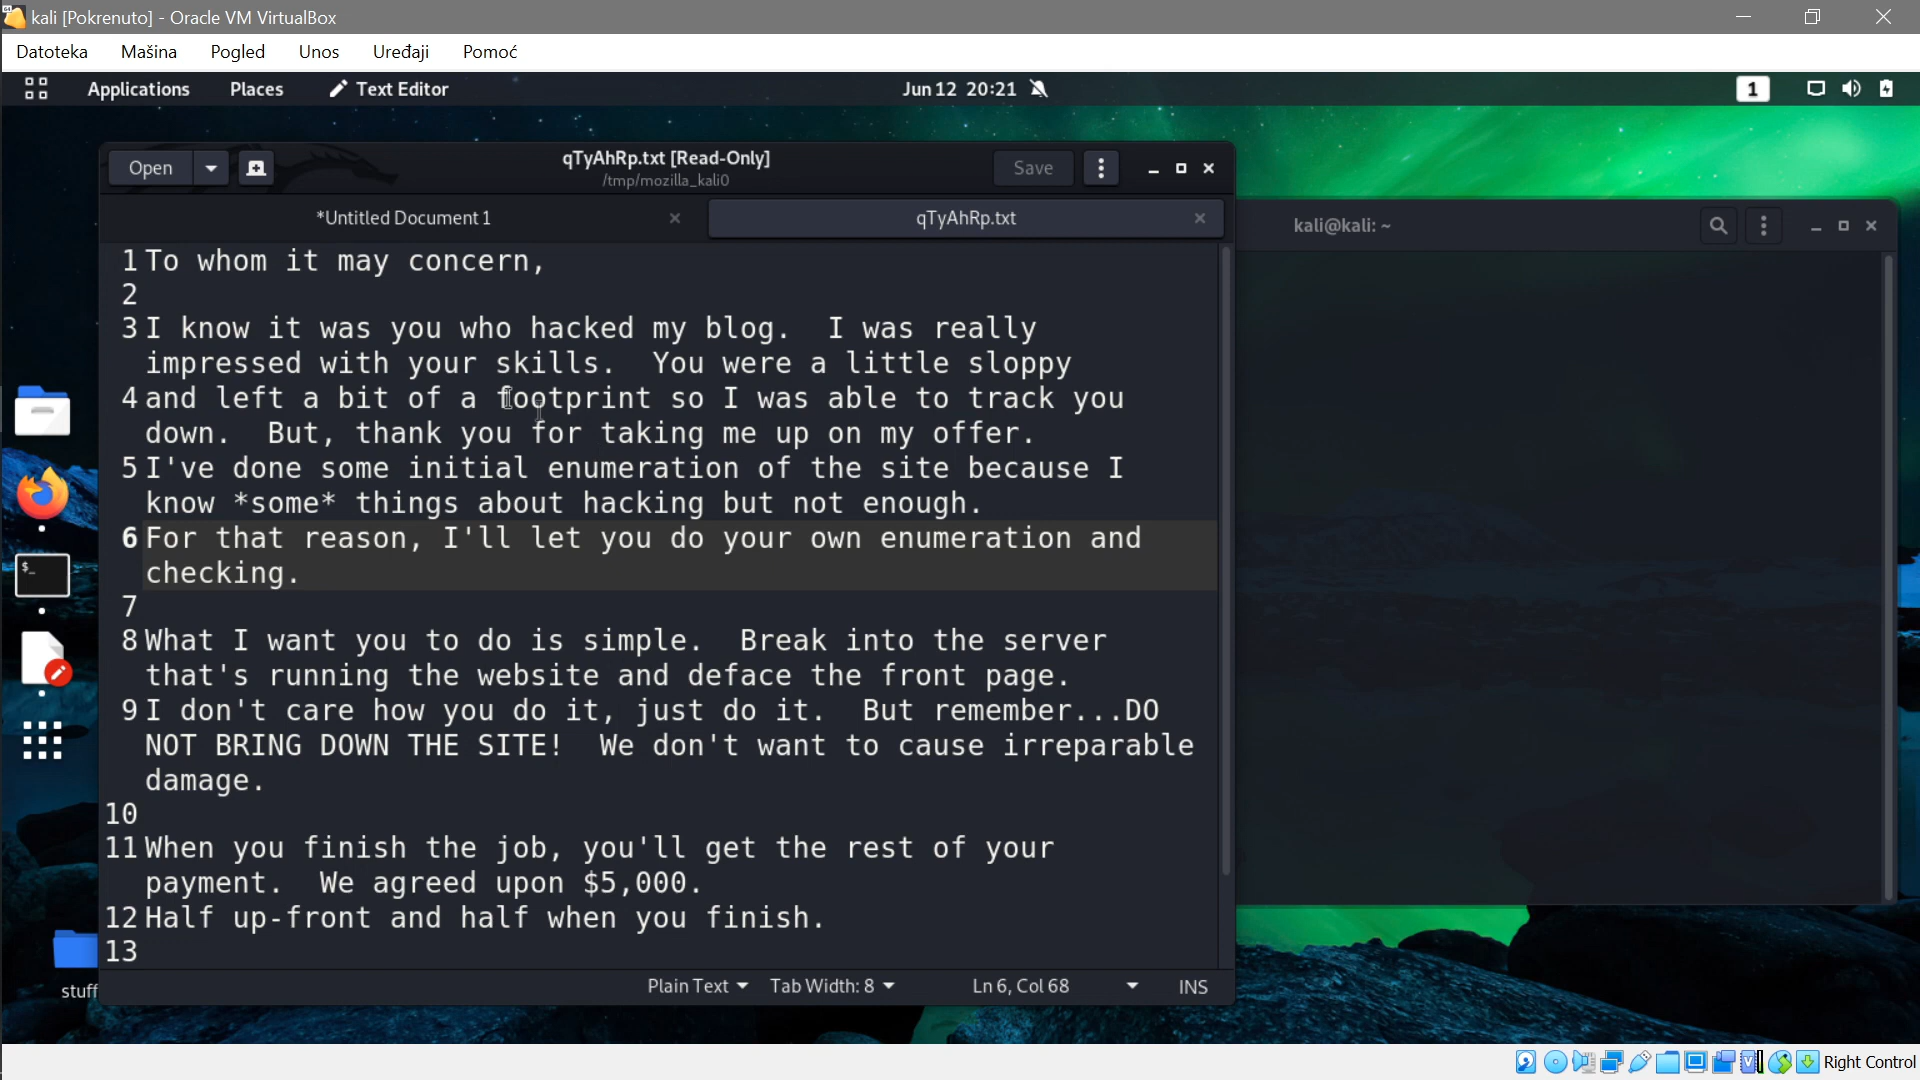 kali [Pokrenuto] - Oracle VM VirtualBox
Datoteka Mašina Pogled Unos Uređaji Pomoć
Applications Places Text Editor Jun 12 20:21 1
Open qTyAhRp.txt [Read-Only] Save
/tmp/mozilla_kali0
*Untitled Document 1 qTyAhRp.txt
kali@kali: ~
1 To whom it may concern,
2
3 I know it was you who hacked my blog.  I was really
impressed with your skills.  You were a little sloppy
4 and left a bit of a footprint so I was able to track you
down.  But, thank you for taking me up on my offer.
5 I've done some initial enumeration of the site because I
know *some* things about hacking but not enough.
6 For that reason, I'll let you do your own enumeration and
checking.
7
8 What I want you to do is simple.  Break into the server
that's running the website and deface the front page.
9 I don't care how you do it, just do it.  But remember...DO
NOT BRING DOWN THE SITE!  We don't want to cause irreparable
damage.
10
11 When you finish the job, you'll get the rest of your
payment.  We agreed upon $5,000.
12 Half up-front and half when you finish.
13
$_
stuff
Plain Text Tab Width: 8 Ln 6, Col 68 INS
Right Control